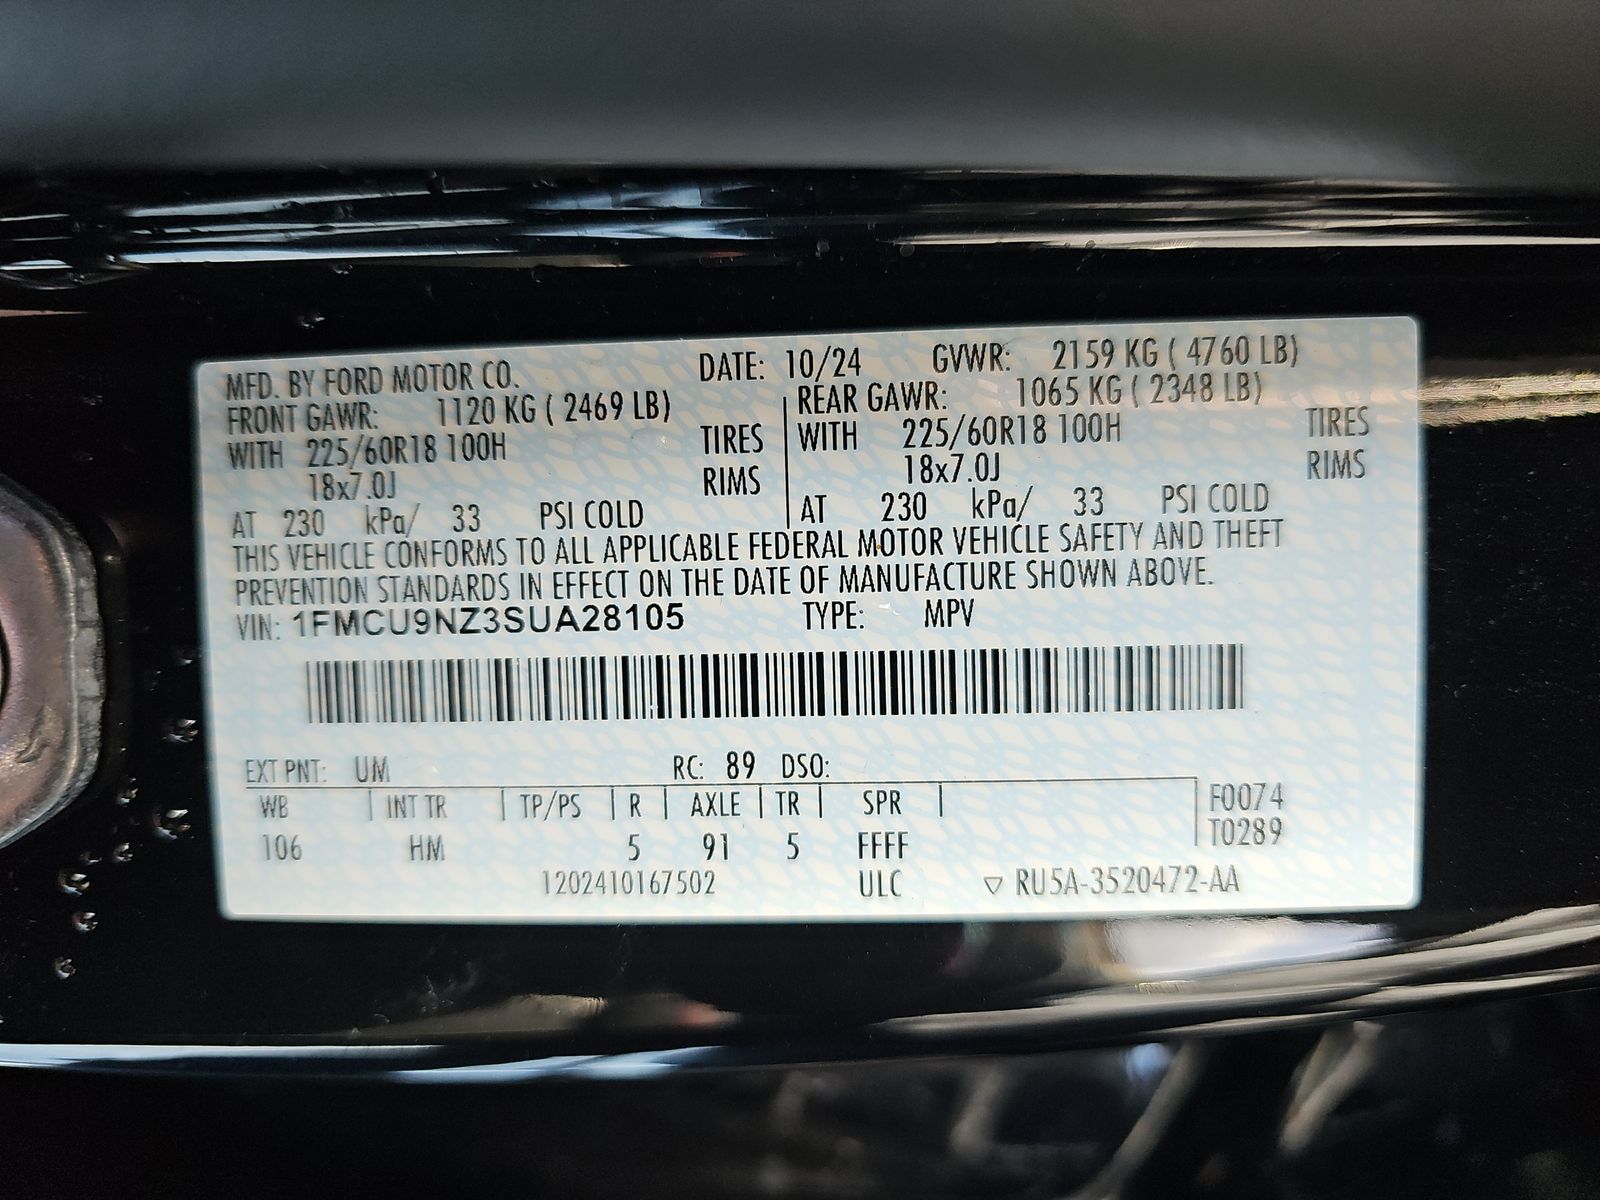 MFD. BY FORD MOTOR CO. DATE: 10/24 GVWR: 2159 KG ( 4760 LB)
FRONT GAWR: 1120 KG ( 2469 LB) REAR GAWR: 1065 KG ( 2348 LB)
WITH 225/60R18 100H TIRES WITH 225/60R18 100H TIRES
18x7.0J RIMS 18x7.0J RIMS
AT 230 kPa/ 33 PSI COLD AT 230 kPa/ 33 PSI COLD
THIS VEHICLE CONFORMS TO ALL APPLICABLE FEDERAL MOTOR VEHICLE SAFETY AND THEFT
PREVENTION STANDARDS IN EFFECT ON THE DATE OF MANUFACTURE SHOWN ABOVE.
VIN: 1FMCU9NZ3SUA28105 TYPE: MPV
EXT PNT: UM RC: 89 DSO:
WB INT TR TP/PS R AXLE TR SPR F0074
106 HM 5 91 5 FFFF T0289
1202410167502 ULC ▽ RU5A-3520472-AA